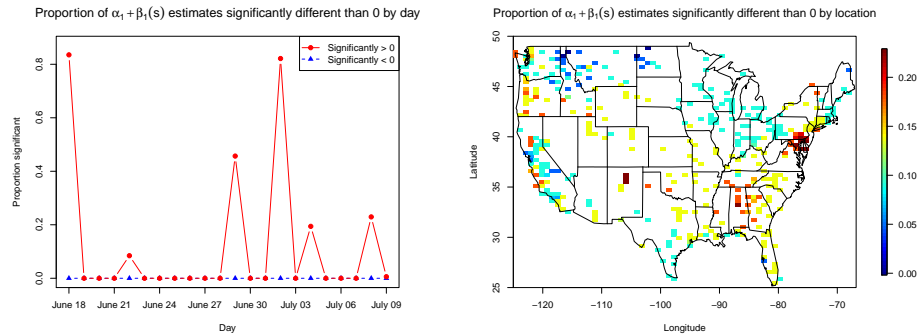 Proportion of α₁+β₁(s) estimates significantly different than 0 by day
Significantly > 0
Significantly < 0
Proportion significant
0.8
0.6
0.4
0.2
0.0
June 18
June 21
June 24
June 27
June 30
July 03
July 06
July 09
Day
Proportion of α₁+β₁(s) estimates significantly different than 0 by location
Latitude
50
45
40
35
30
25
−120
−110
−100
−90
−80
−70
Longitude
0.20
0.15
0.10
0.05
0.00